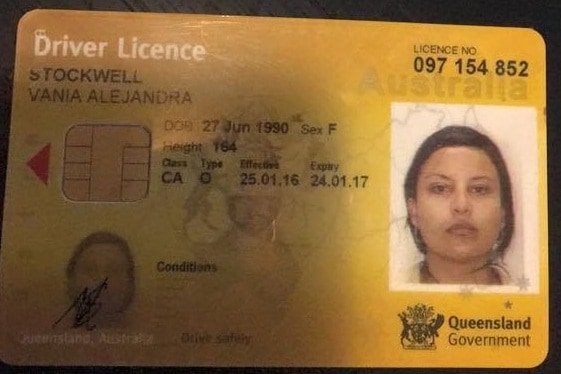 Driver Licence
LICENCE NO.
097 154 852
Australia
STOCKWELL
VANIA ALEJANDRA
DOB 27 Jun 1990 Sex F
Height 164
Class Type Effective Expiry
CA O 25.01.16 24.01.17
Conditions
Queensland, Australia Drive safely
Queensland
Government